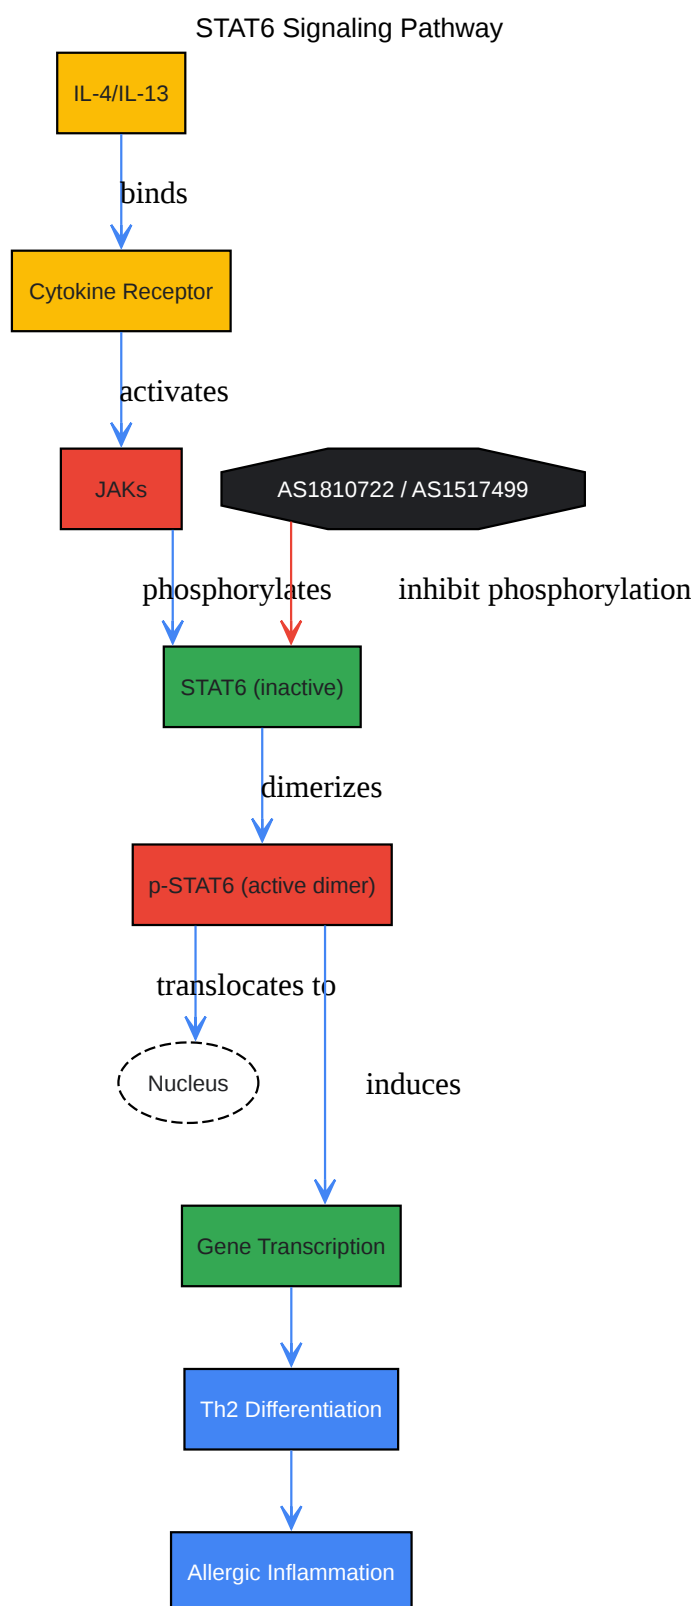 STAT6 Signaling Pathway
IL-4/IL-13
binds
Cytokine Receptor
activates
JAKs
AS1810722 / AS1517499
phosphorylates
inhibit phosphorylation
STAT6 (inactive)
dimerizes
p-STAT6 (active dimer)
translocates to
Nucleus
induces
Gene Transcription
Th2 Differentiation
Allergic Inflammation